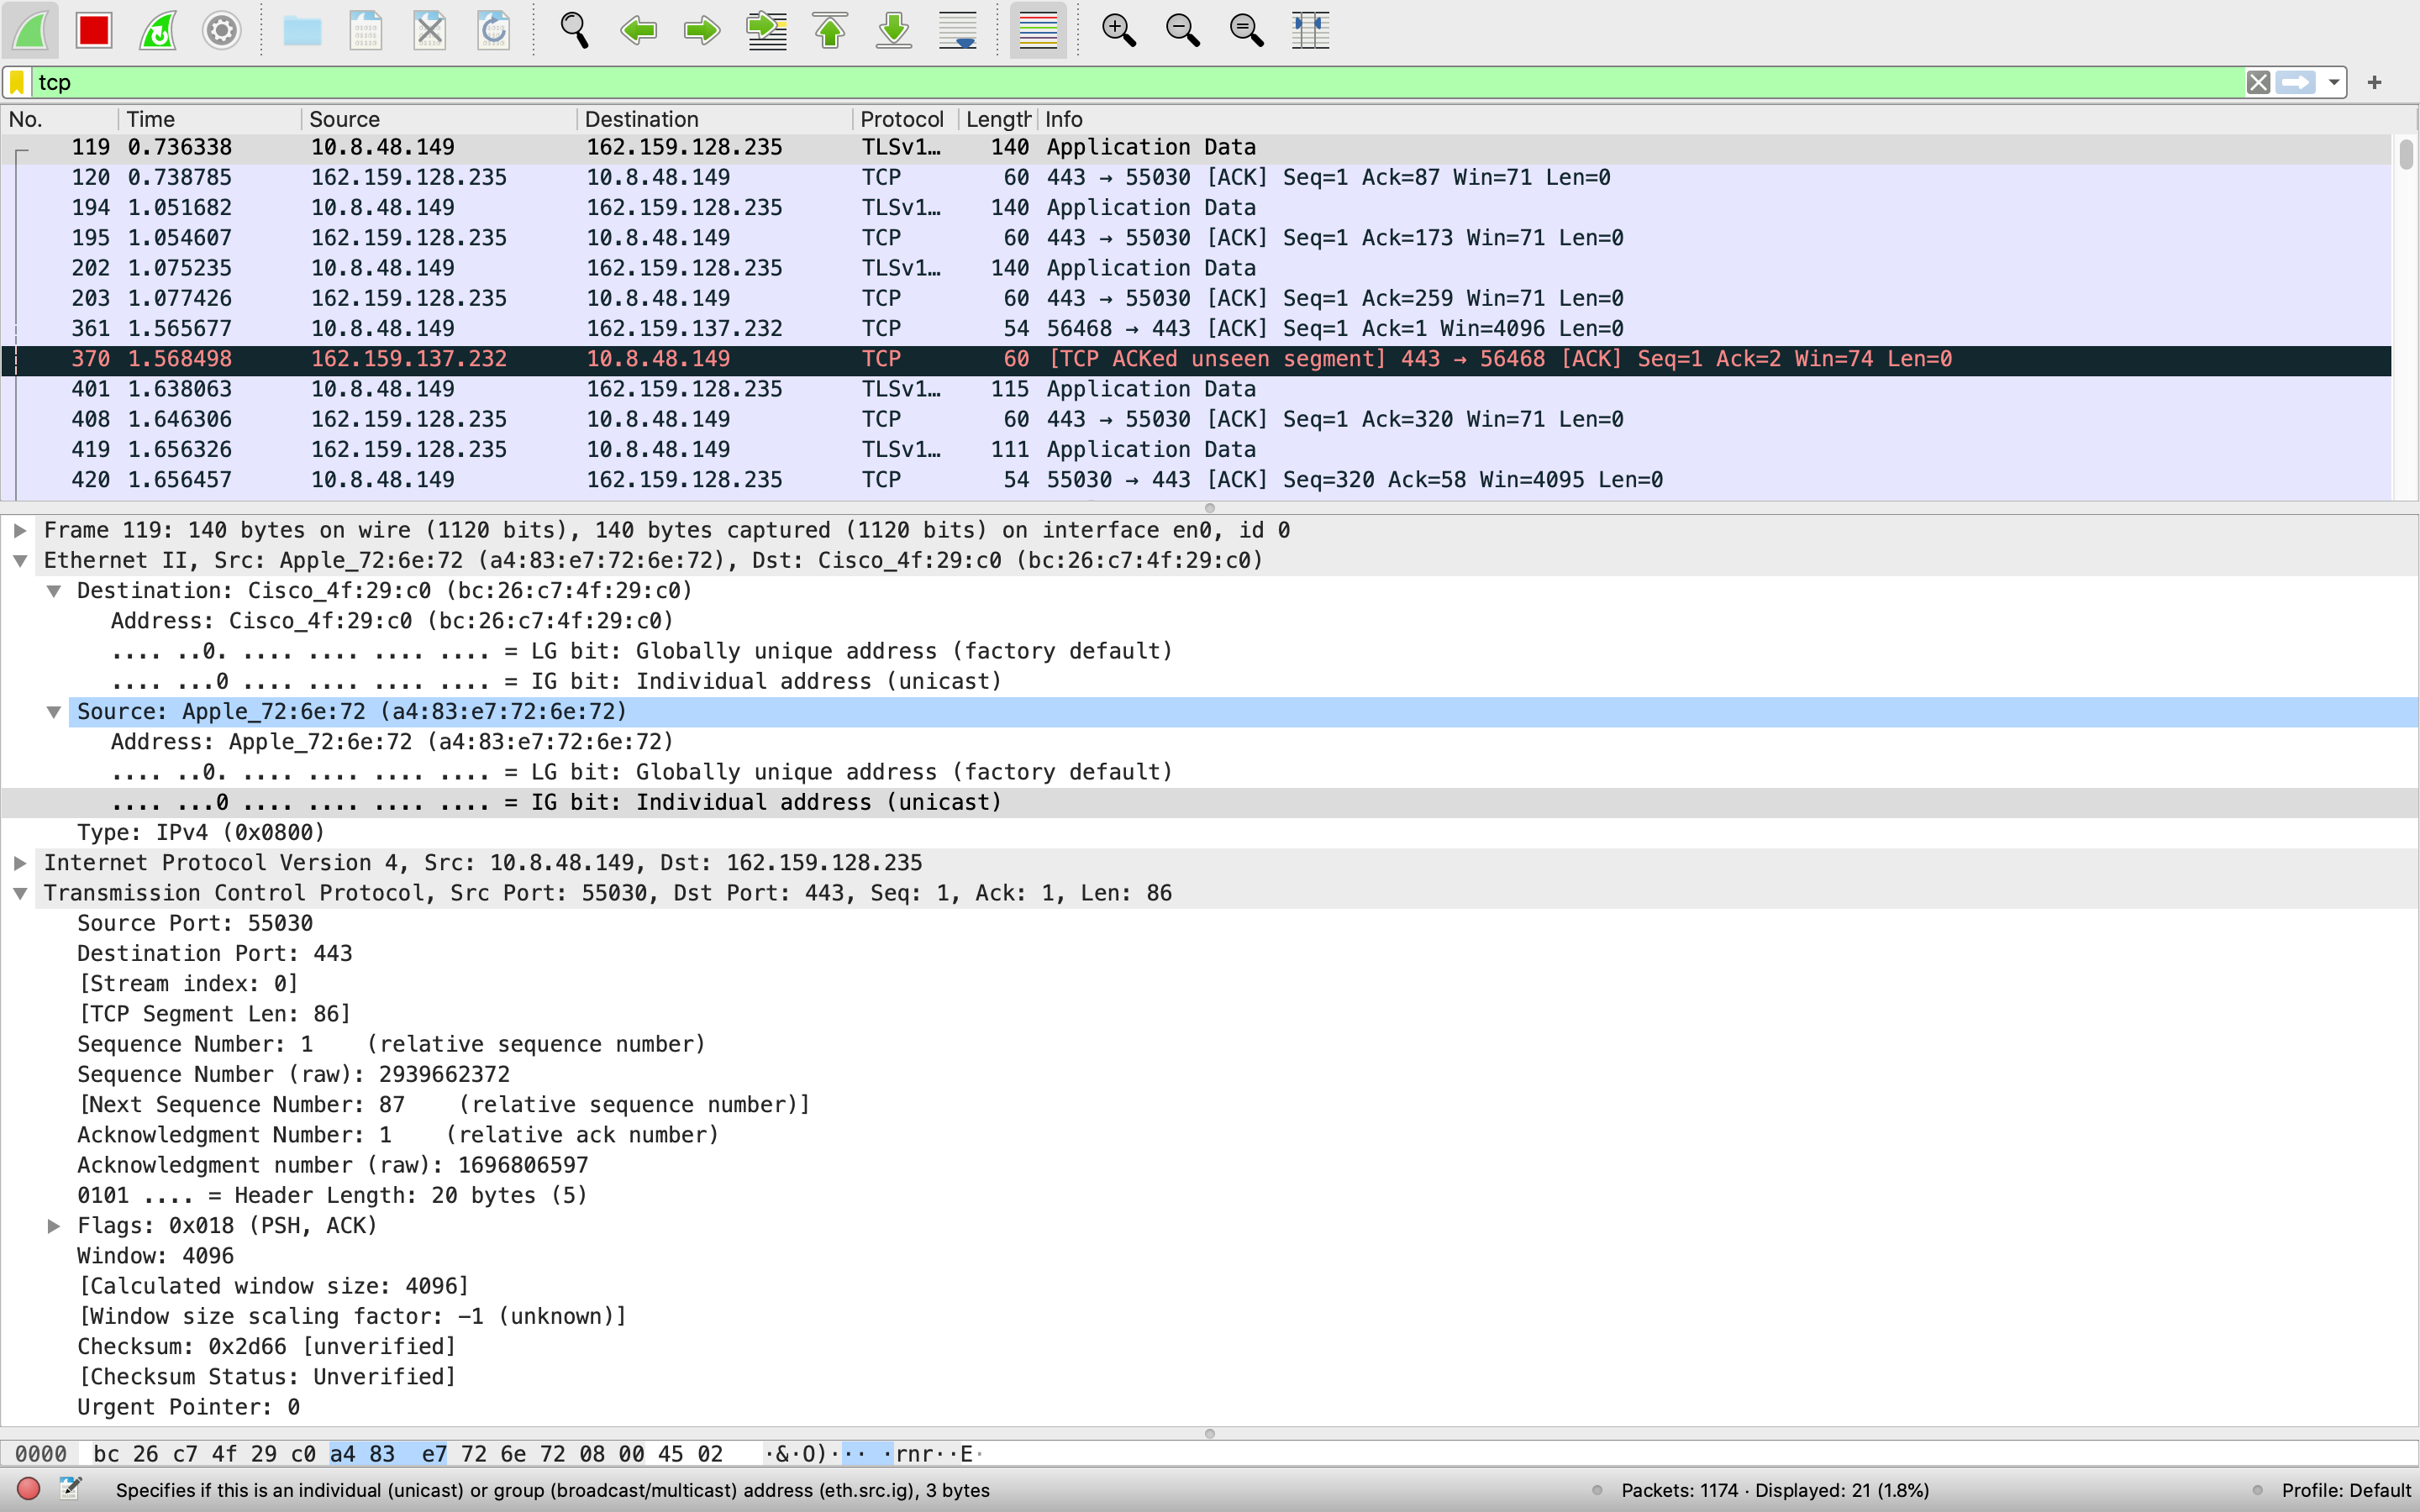 tcp
No. Time Source Destination Protocol Length Info
119 0.736338 10.8.48.149 162.159.128.235 TLSv1… 140 Application Data
120 0.738785 162.159.128.235 10.8.48.149 TCP 60 443 → 55030 [ACK] Seq=1 Ack=87 Win=71 Len=0
194 1.051682 10.8.48.149 162.159.128.235 TLSv1… 140 Application Data
195 1.054607 162.159.128.235 10.8.48.149 TCP 60 443 → 55030 [ACK] Seq=1 Ack=173 Win=71 Len=0
202 1.075235 10.8.48.149 162.159.128.235 TLSv1… 140 Application Data
203 1.077426 162.159.128.235 10.8.48.149 TCP 60 443 → 55030 [ACK] Seq=1 Ack=259 Win=71 Len=0
361 1.565677 10.8.48.149 162.159.137.232 TCP 54 56468 → 443 [ACK] Seq=1 Ack=1 Win=4096 Len=0
370 1.568498 162.159.137.232 10.8.48.149 TCP 60 [TCP ACKed unseen segment] 443 → 56468 [ACK] Seq=1 Ack=2 Win=74 Len=0
401 1.638063 10.8.48.149 162.159.128.235 TLSv1… 115 Application Data
408 1.646306 162.159.128.235 10.8.48.149 TCP 60 443 → 55030 [ACK] Seq=1 Ack=320 Win=71 Len=0
419 1.656326 162.159.128.235 10.8.48.149 TLSv1… 111 Application Data
420 1.656457 10.8.48.149 162.159.128.235 TCP 54 55030 → 443 [ACK] Seq=320 Ack=58 Win=4095 Len=0
Frame 119: 140 bytes on wire (1120 bits), 140 bytes captured (1120 bits) on interface en0, id 0
Ethernet II, Src: Apple_72:6e:72 (a4:83:e7:72:6e:72), Dst: Cisco_4f:29:c0 (bc:26:c7:4f:29:c0)
Destination: Cisco_4f:29:c0 (bc:26:c7:4f:29:c0)
Address: Cisco_4f:29:c0 (bc:26:c7:4f:29:c0)
.... ..0. .... .... .... .... = LG bit: Globally unique address (factory default)
.... ...0 .... .... .... .... = IG bit: Individual address (unicast)
Source: Apple_72:6e:72 (a4:83:e7:72:6e:72)
Address: Apple_72:6e:72 (a4:83:e7:72:6e:72)
.... ..0. .... .... .... .... = LG bit: Globally unique address (factory default)
.... ...0 .... .... .... .... = IG bit: Individual address (unicast)
Type: IPv4 (0x0800)
Internet Protocol Version 4, Src: 10.8.48.149, Dst: 162.159.128.235
Transmission Control Protocol, Src Port: 55030, Dst Port: 443, Seq: 1, Ack: 1, Len: 86
Source Port: 55030
Destination Port: 443
[Stream index: 0]
[TCP Segment Len: 86]
Sequence Number: 1 (relative sequence number)
Sequence Number (raw): 2939662372
[Next Sequence Number: 87 (relative sequence number)]
Acknowledgment Number: 1 (relative ack number)
Acknowledgment number (raw): 1696806597
0101 .... = Header Length: 20 bytes (5)
Flags: 0x018 (PSH, ACK)
Window: 4096
[Calculated window size: 4096]
[Window size scaling factor: -1 (unknown)]
Checksum: 0x2d66 [unverified]
[Checksum Status: Unverified]
Urgent Pointer: 0
0000 bc 26 c7 4f 29 c0 a4 83 e7 72 6e 72 08 00 45 02 ·&·O)··· ·rnr··E·
Specifies if this is an individual (unicast) or group (broadcast/multicast) address (eth.src.ig), 3 bytes Packets: 1174 · Displayed: 21 (1.8%) Profile: Default